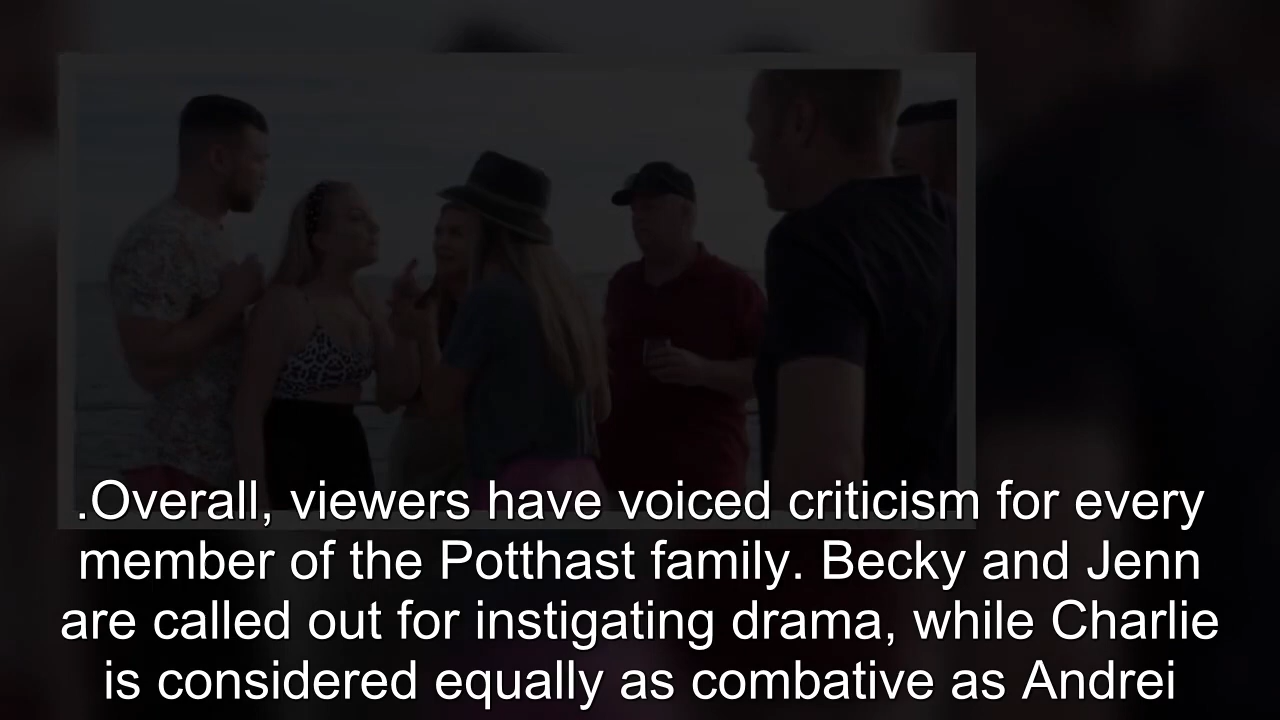 .Overall, viewers have voiced criticism for every
member of the Potthast family. Becky and Jenn
are called out for instigating drama, while Charlie
is considered equally as combative as Andrei